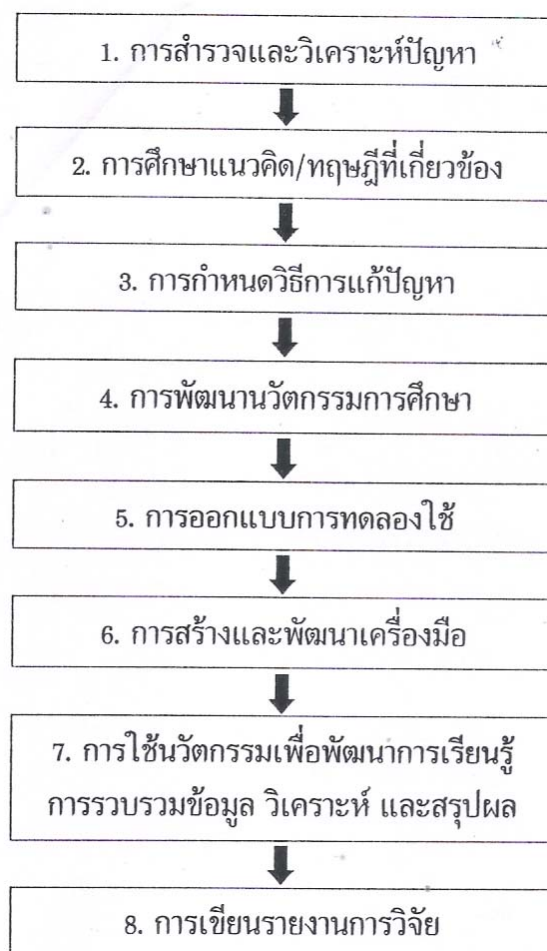 1. การสำรวจและวิเคราะห์ปัญหา
2. การศึกษาแนวคิด/ทฤษฎีที่เกี่ยวข้อง
3. การกำหนดวิธีการแก้ปัญหา
4. การพัฒนานวัตกรรมการศึกษา
5. การออกแบบการทดลองใช้
6. การสร้างและพัฒนาเครื่องมือ
7. การใช้นวัตกรรมเพื่อพัฒนาการเรียนรู้
การรวบรวมข้อมูล วิเคราะห์ และสรุปผล
8. การเขียนรายงานการวิจัย